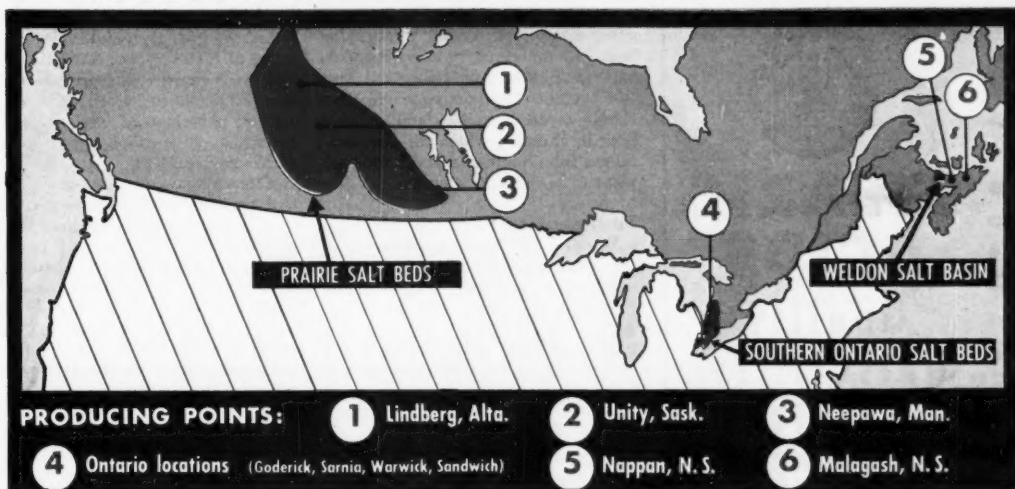 1
2
3
4
5
6
PRAIRIE SALT BEDS
WELDON SALT BASIN
SOUTHERN ONTARIO SALT BEDS
PRODUCING POINTS:
1 Lindberg, Alta.
2 Unity, Sask.
3 Neepawa, Man.
4 Ontario locations (Goderick, Sarnia, Warwick, Sandwich)
5 Nappan, N. S.
6 Malagash, N. S.